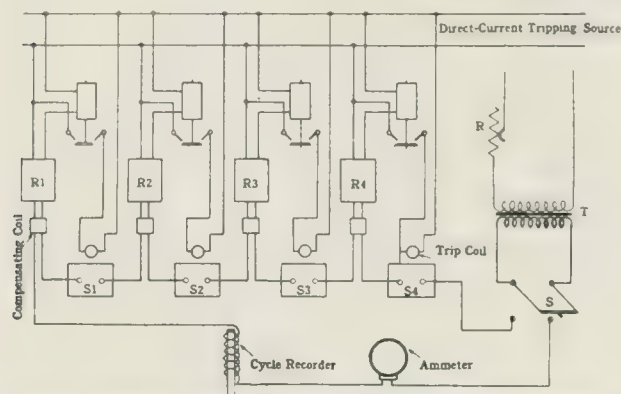 Direct-Current Tripping Source
R
R1
R2
R3
R4
T
Compensating Coil
Trip Coil
S1
S2
S3
S4
S
Cycle Recorder
Ammeter